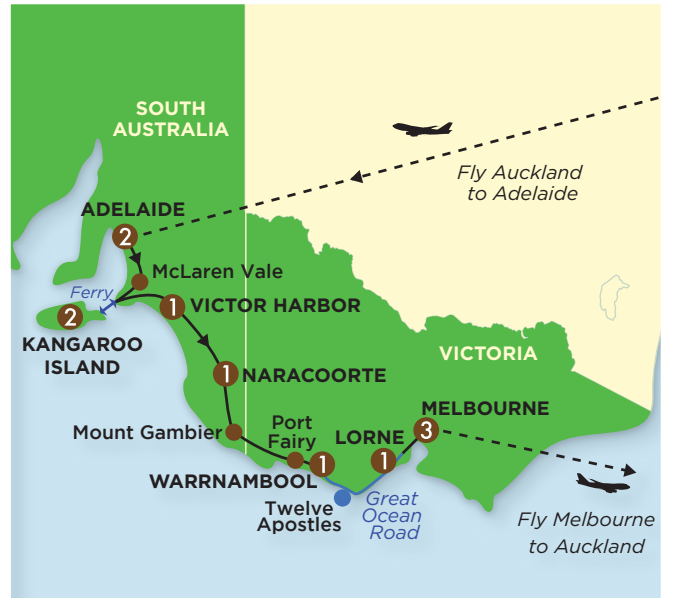 SOUTH
AUSTRALIA
Fly Auckland
to Adelaide
ADELAIDE
2
McLaren Vale
Ferry
2
KANGAROO
ISLAND
1
VICTOR HARBOR
1
NARACOORTE
VICTORIA
Mount Gambier
Port
Fairy
1
WARRNAMBOOL
LORNE
1
MELBOURNE
3
Twelve
Apostles
Great
Ocean
Road
Fly Melbourne
to Auckland